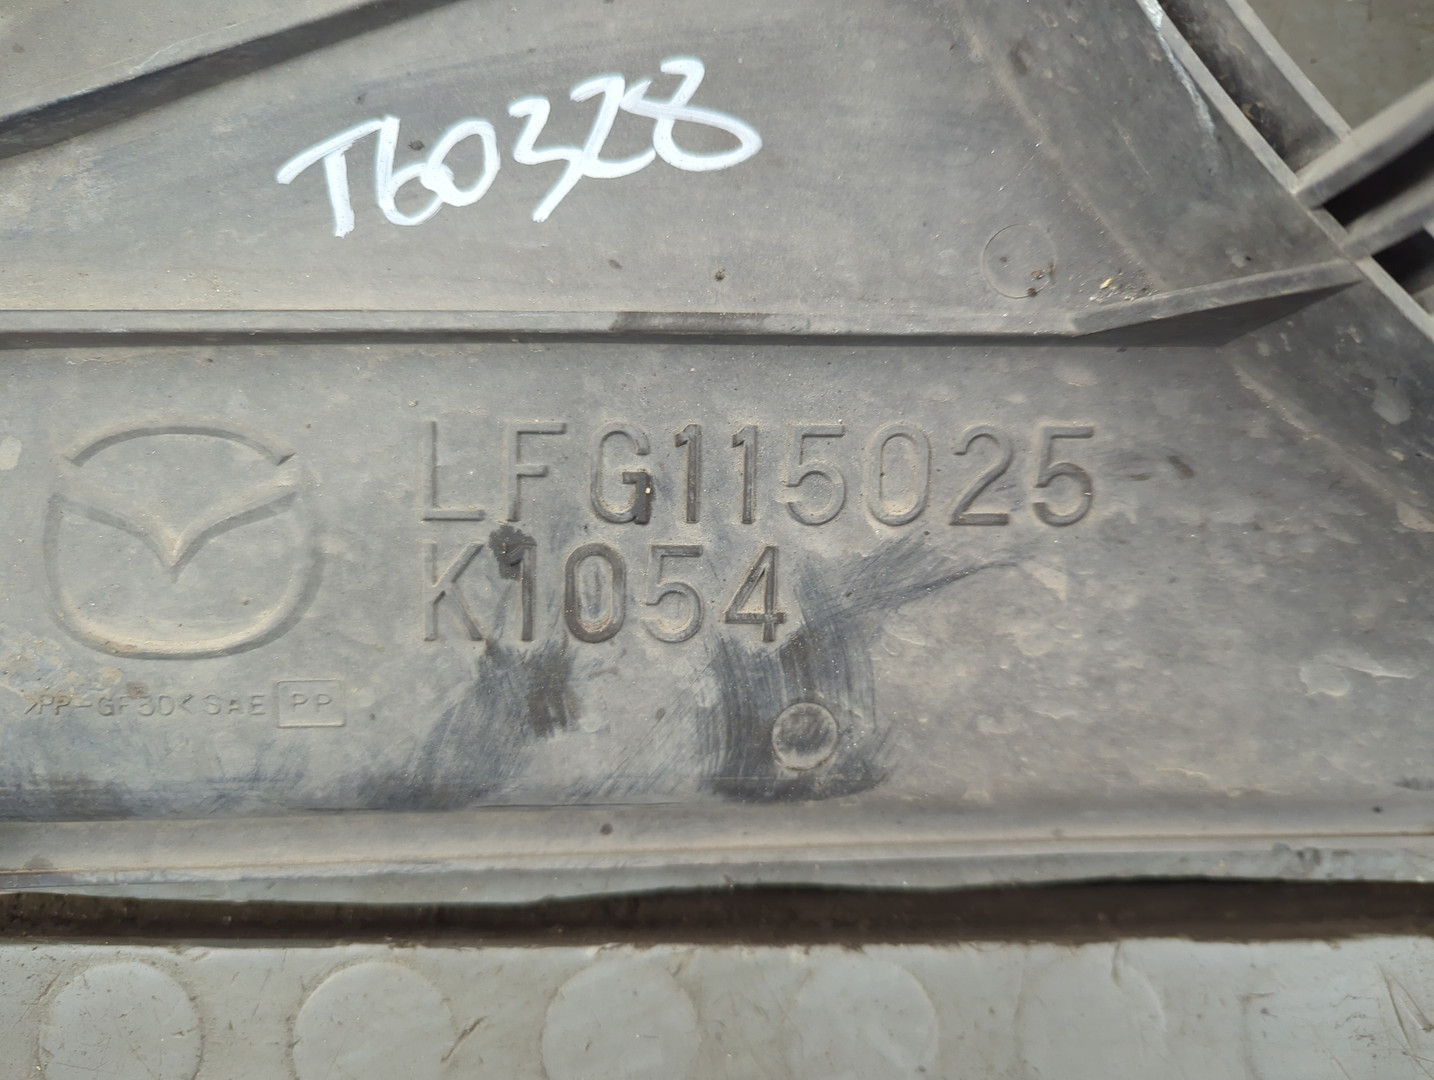 T60328
LFG115025
K1054
>PP-GF30< SAE PP